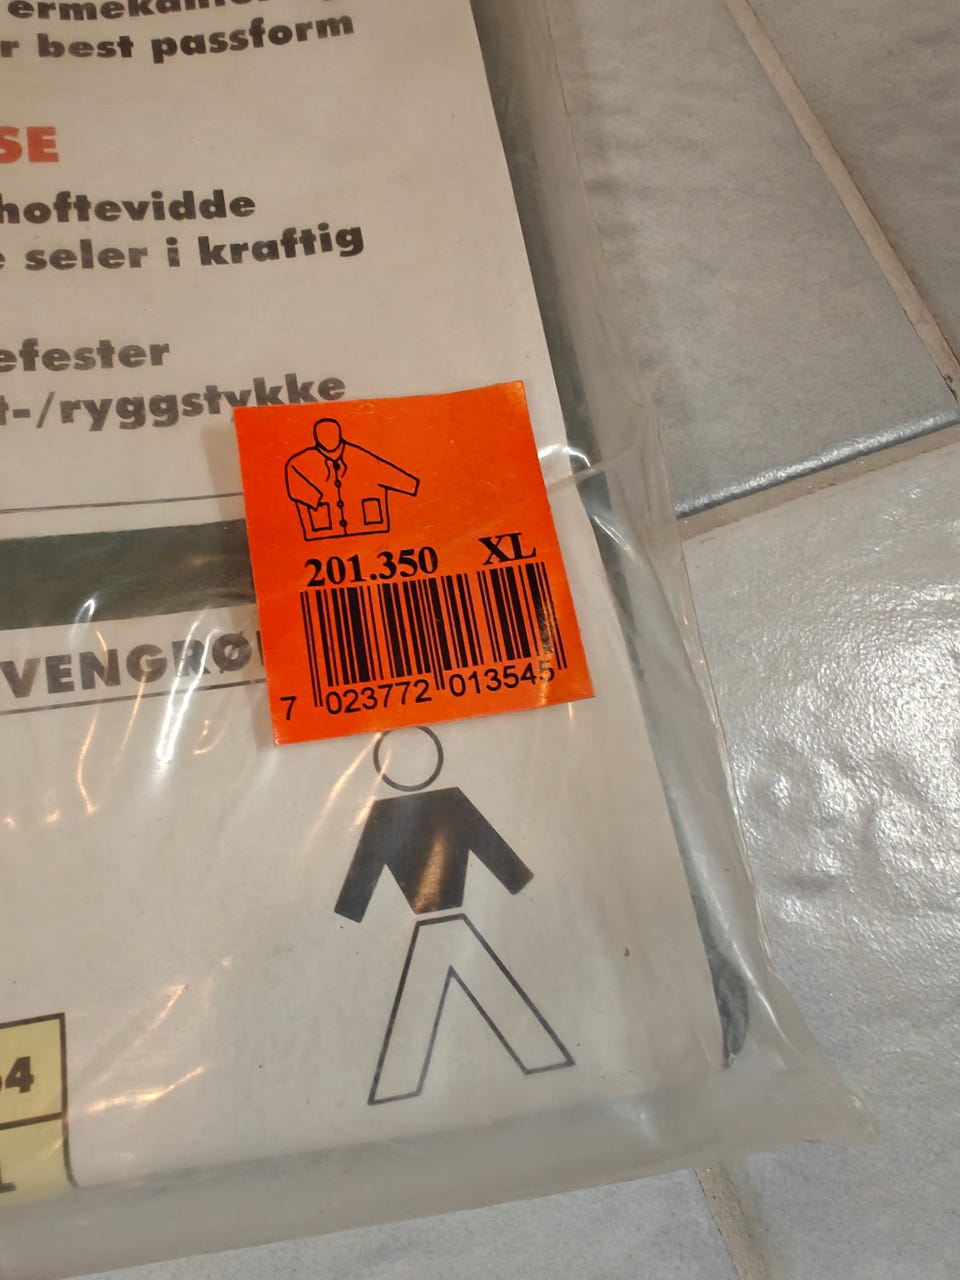 r best passform
SE
hoftevidde
seler i kraftig
efester
t-/ryggstykke
201.350 XL
7 023772 013545
VENGRØ